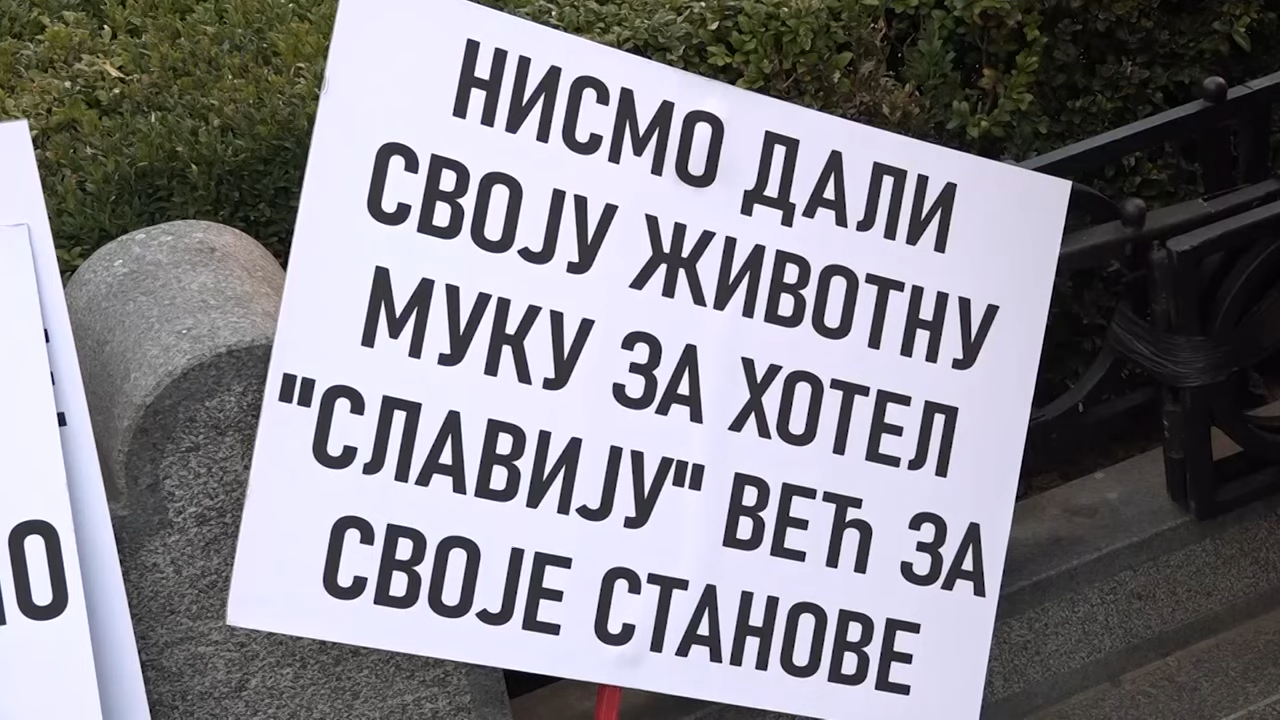 НИСМО ДАЛИ
СВОЈУ ЖИВОТНУ
МУКУ ЗА ХОТЕЛ
"СЛАВИЈУ" ВЕЋ ЗА
СВОЈЕ СТАНОВЕ